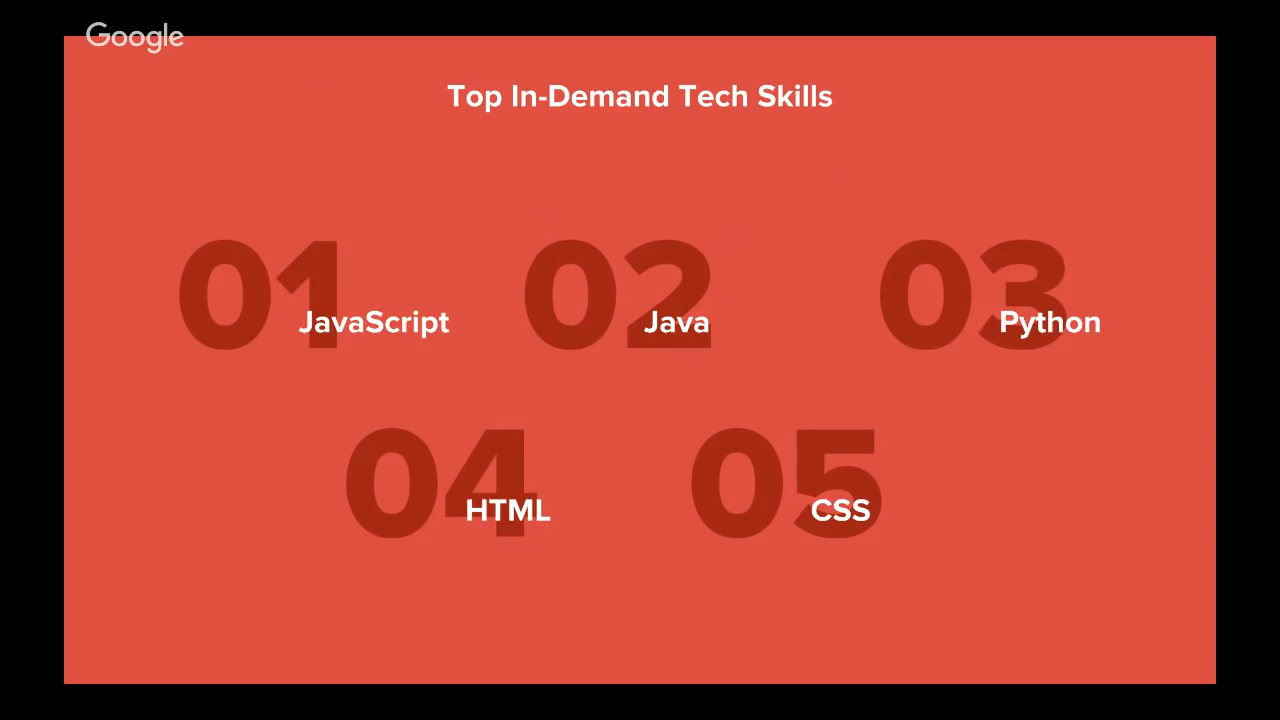 Google
Top In-Demand Tech Skills
01
JavaScript
02
Java
03
Python
04
HTML
05
CSS